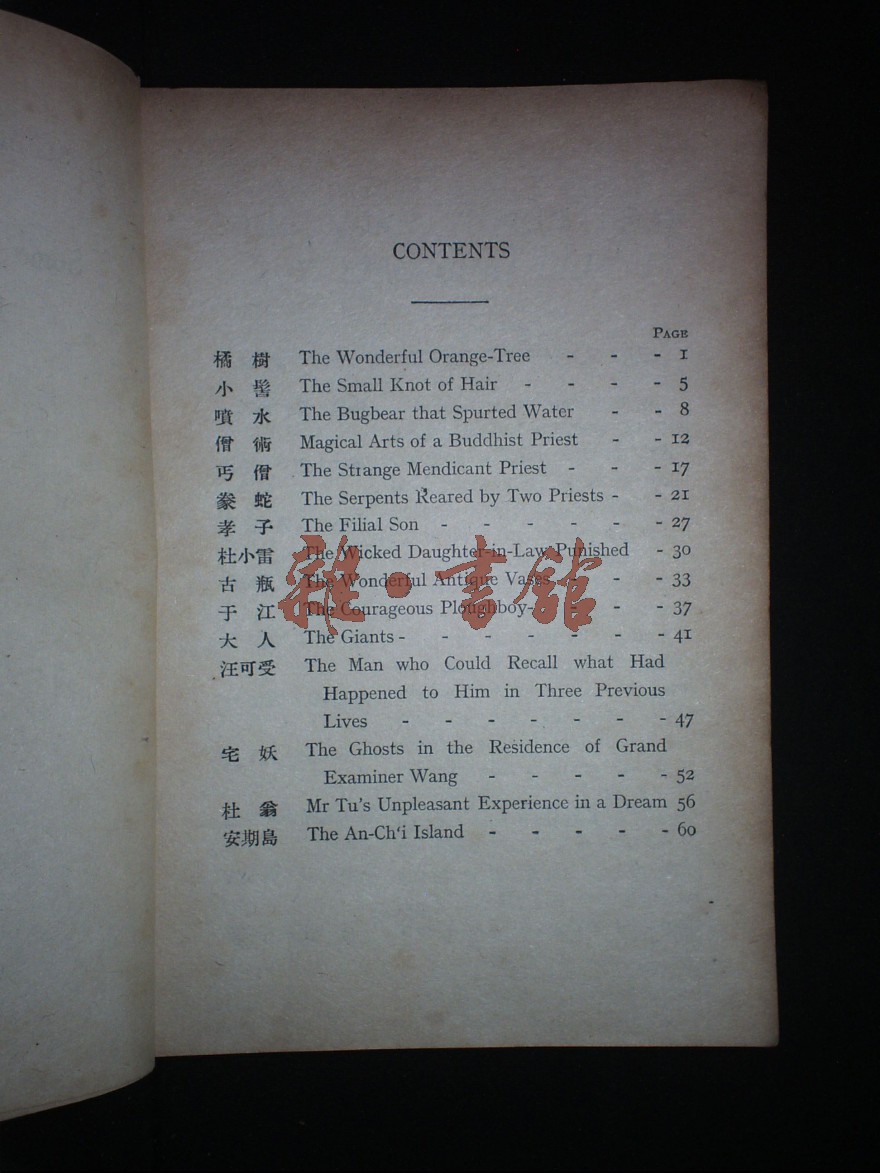 CONTENTS
PAGE
橘樹 The Wonderful Orange-Tree - - - 1
小髻 The Small Knot of Hair - - - - 5
噴水 The Bugbear that Spurted Water - - 8
僧術 Magical Arts of a Buddhist Priest - - 12
丐僧 The Strange Mendicant Priest - - - 17
豢蛇 The Serpents Reared by Two Priests - - 21
孝子 The Filial Son - - - - - - 27
杜小雷 The Wicked Daughter-in-Law Punished - 30
古瓶 The Wonderful Antique Vases - - - 33
于江 The Courageous Ploughboy - - - - 37
大人 The Giants - - - - - - - 41
汪可受 The Man who Could Recall what Had
Happened to Him in Three Previous
Lives - - - - - - - 47
宅妖 The Ghosts in the Residence of Grand
Examiner Wang - - - - - 52
杜翁 Mr Tu's Unpleasant Experience in a Dream 56
安期島 The An-Ch‘i Island - - - - - 60
雜·書館